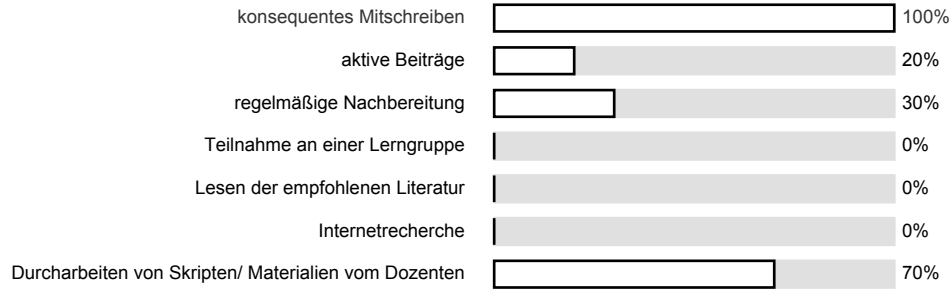 konsequentes Mitschreiben 100%
aktive Beiträge 20%
regelmäßige Nachbereitung 30%
Teilnahme an einer Lerngruppe 0%
Lesen der empfohlenen Literatur 0%
Internetrecherche 0%
Durcharbeiten von Skripten/ Materialien vom Dozenten 70%